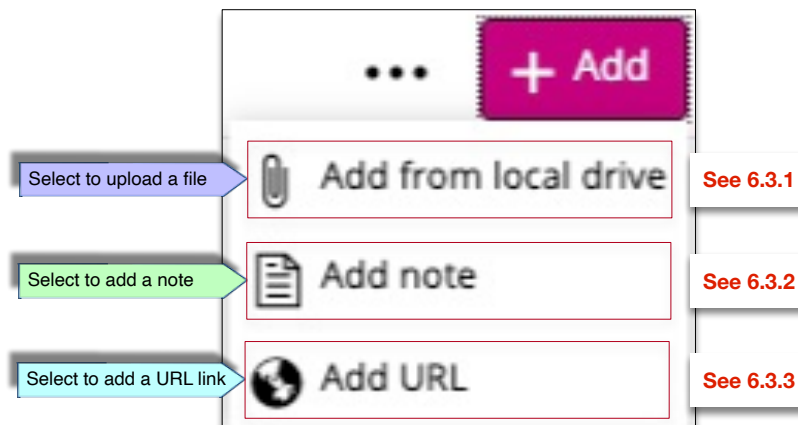 ••• + Add
Select to upload a file Add from local drive See 6.3.1
Select to add a note Add note See 6.3.2
Select to add a URL link Add URL See 6.3.3